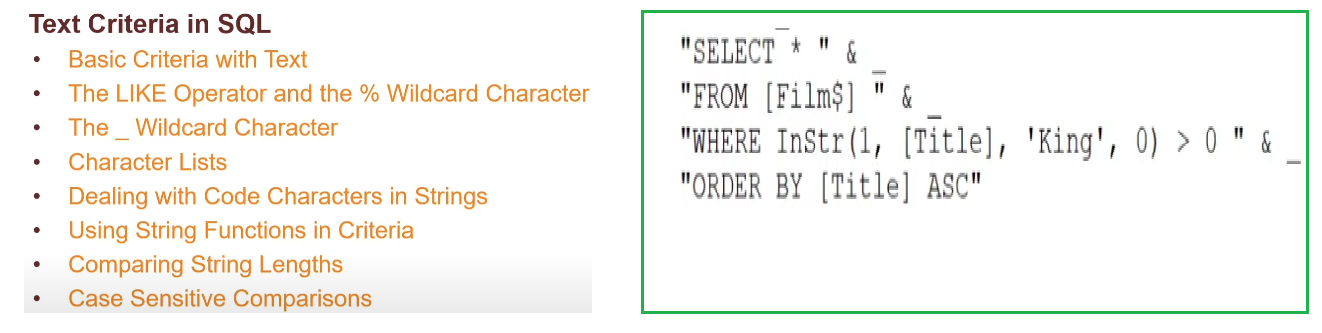 Text Criteria in SQL
• Basic Criteria with Text
• The LIKE Operator and the % Wildcard Character
• The _ Wildcard Character
• Character Lists
• Dealing with Code Characters in Strings
• Using String Functions in Criteria
• Comparing String Lengths
• Case Sensitive Comparisons
"SELECT * " & _
"FROM [Film$] " & _
"WHERE InStr(1, [Title], 'King', 0) > 0 " & _
"ORDER BY [Title] ASC"